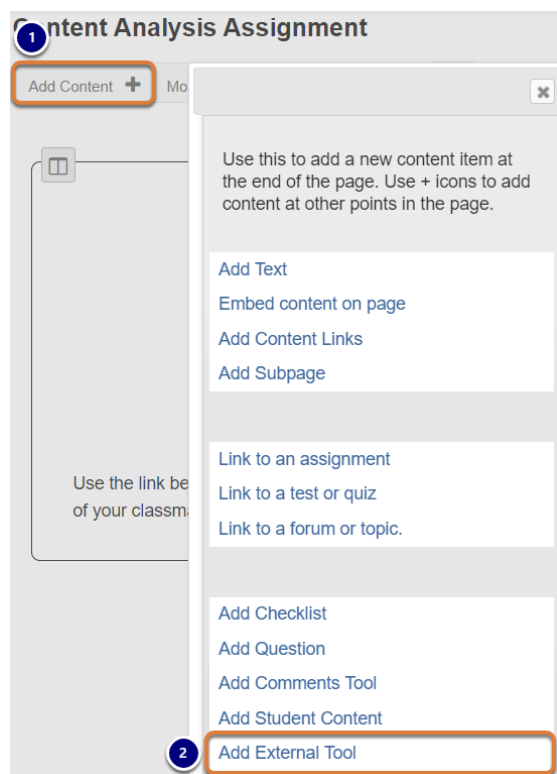 Content Analysis Assignment
1
Add Content + Mo
Use this to add a new content item at
the end of the page. Use + icons to add
content at other points in the page.
Add Text
Embed content on page
Add Content Links
Add Subpage
Link to an assignment
Use the link be
Link to a test or quiz
of your classm
Link to a forum or topic.
Add Checklist
Add Question
Add Comments Tool
Add Student Content
2 Add External Tool